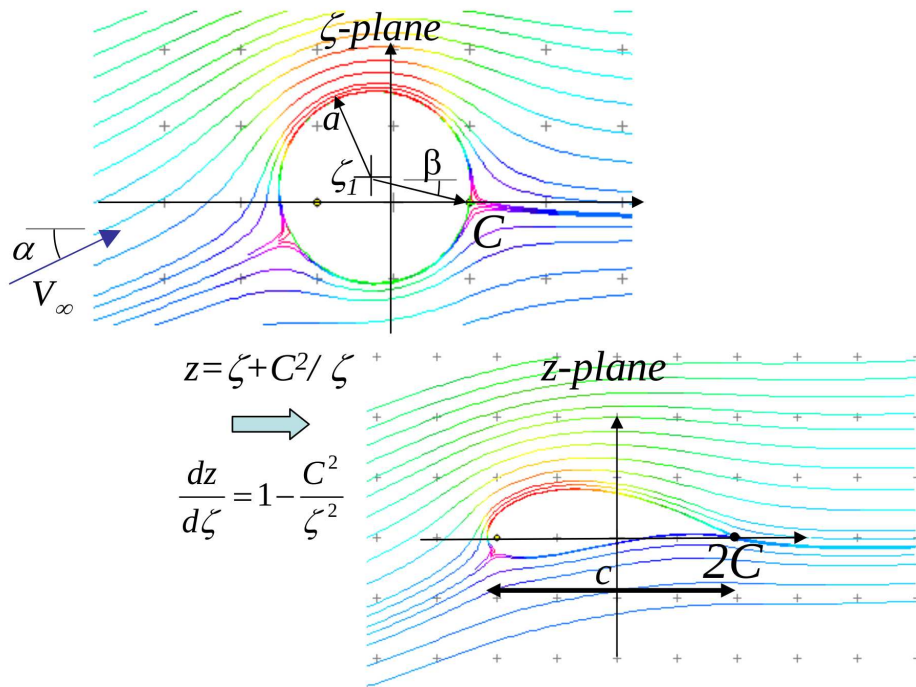 ζ-plane
a
ζ1
β
C
α
V∞
z=ζ+C²/ ζ
z-plane
dz/dζ = 1 − C²/ζ²
c
2C